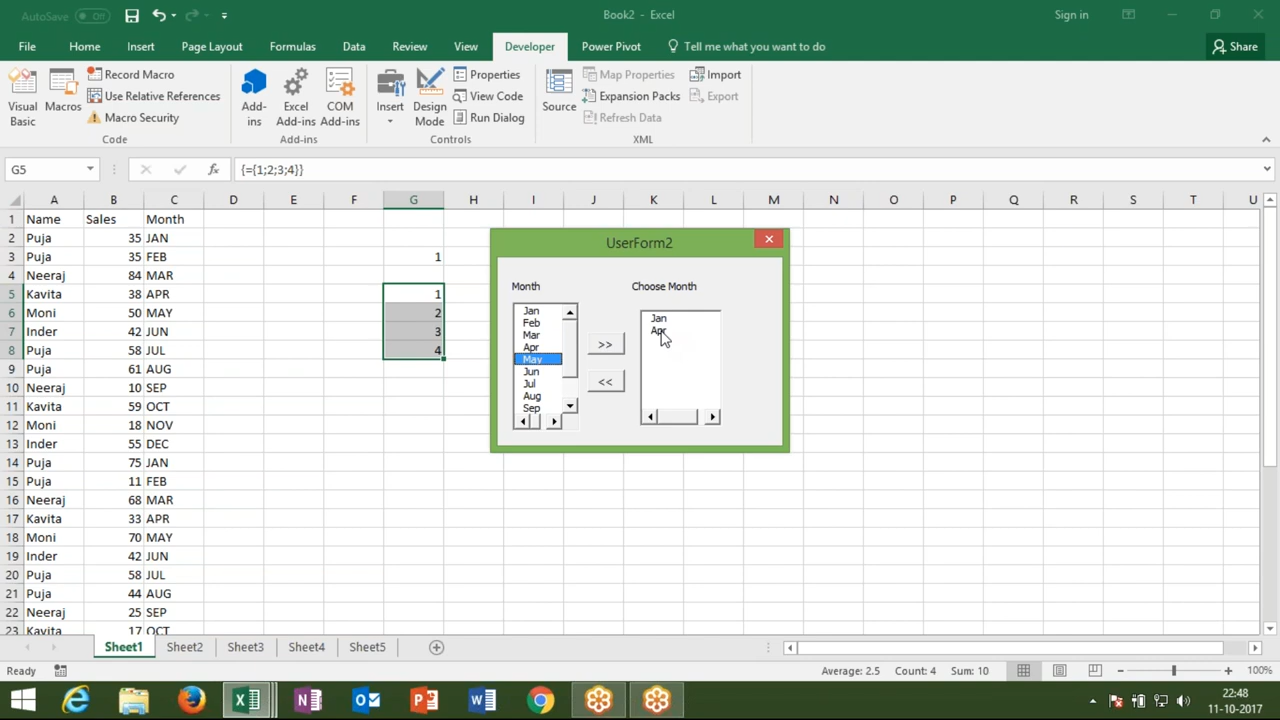 AutoSave Off
Book2 - Excel
Sign in
File Home Insert Page Layout Formulas Data Review View Developer Power Pivot Tell me what you want to do Share
Visual Basic
Macros
Record Macro
Use Relative References
Macro Security
Code
Add-ins
Excel Add-ins
COM Add-ins
Add-ins
Insert
Design Mode
Properties
View Code
Run Dialog
Controls
Source
Map Properties
Expansion Packs
Refresh Data
Import
Export
XML
G5
fx
{={1;2;3;4}}
A B C D E F G H I J K L M N O P Q R S T U
1 Name Sales Month
2 Puja 35 JAN
3 Puja 35 FEB 1
4 Neeraj 84 MAR
5 Kavita 38 APR 1
6 Moni 50 MAY 2
7 Inder 42 JUN 3
8 Puja 58 JUL 4
9 Puja 61 AUG
10 Neeraj 10 SEP
11 Kavita 59 OCT
12 Moni 18 NOV
13 Inder 55 DEC
14 Puja 75 JAN
15 Puja 11 FEB
16 Neeraj 68 MAR
17 Kavita 33 APR
18 Moni 70 MAY
19 Inder 42 JUN
20 Puja 58 JUL
21 Puja 44 AUG
22 Neeraj 25 SEP
23 Kavita 17 OCT
UserForm2
Month
Jan
Feb
Mar
Apr
May
Jun
Jul
Aug
Sep
>>
<<
Choose Month
Jan
Apr
Sheet1 Sheet2 Sheet3 Sheet4 Sheet5
Ready
Average: 2.5 Count: 4 Sum: 10
100%
22:48
11-10-2017